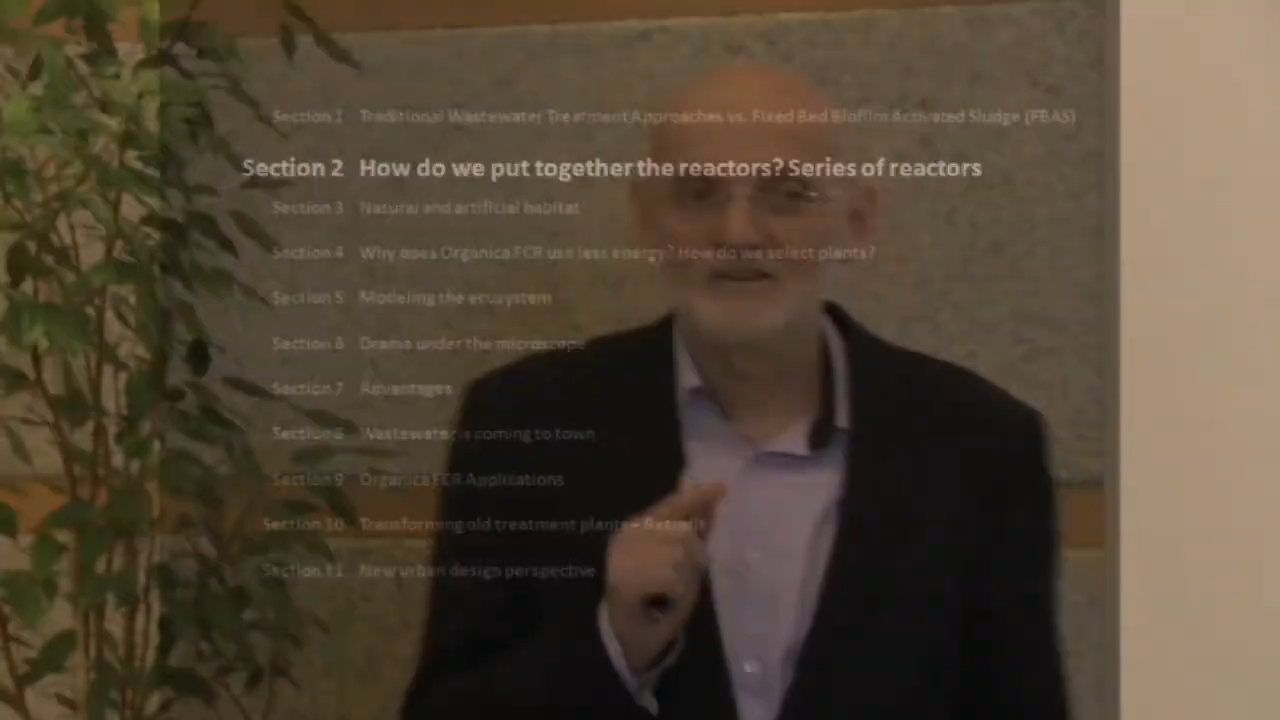 Section 1 Traditional Wastewater Treatment Approaches vs. Fixed Bed Biofilm Activated Sludge (FBAS)
Section 2 How do we put together the reactors? Series of reactors
Section 3 Natural and artificial habitat
Section 4 Why does Organica FCR use less energy? How do we select plants?
Section 5 Modeling the ecosystem
Section 6 Drama under the microscope
Section 7 Advantages
Section 8 Wastewater is coming to town
Section 9 Organica FCR Applications
Section 10 Transforming old treatment plants - Retrofit
Section 11 New urban design perspective